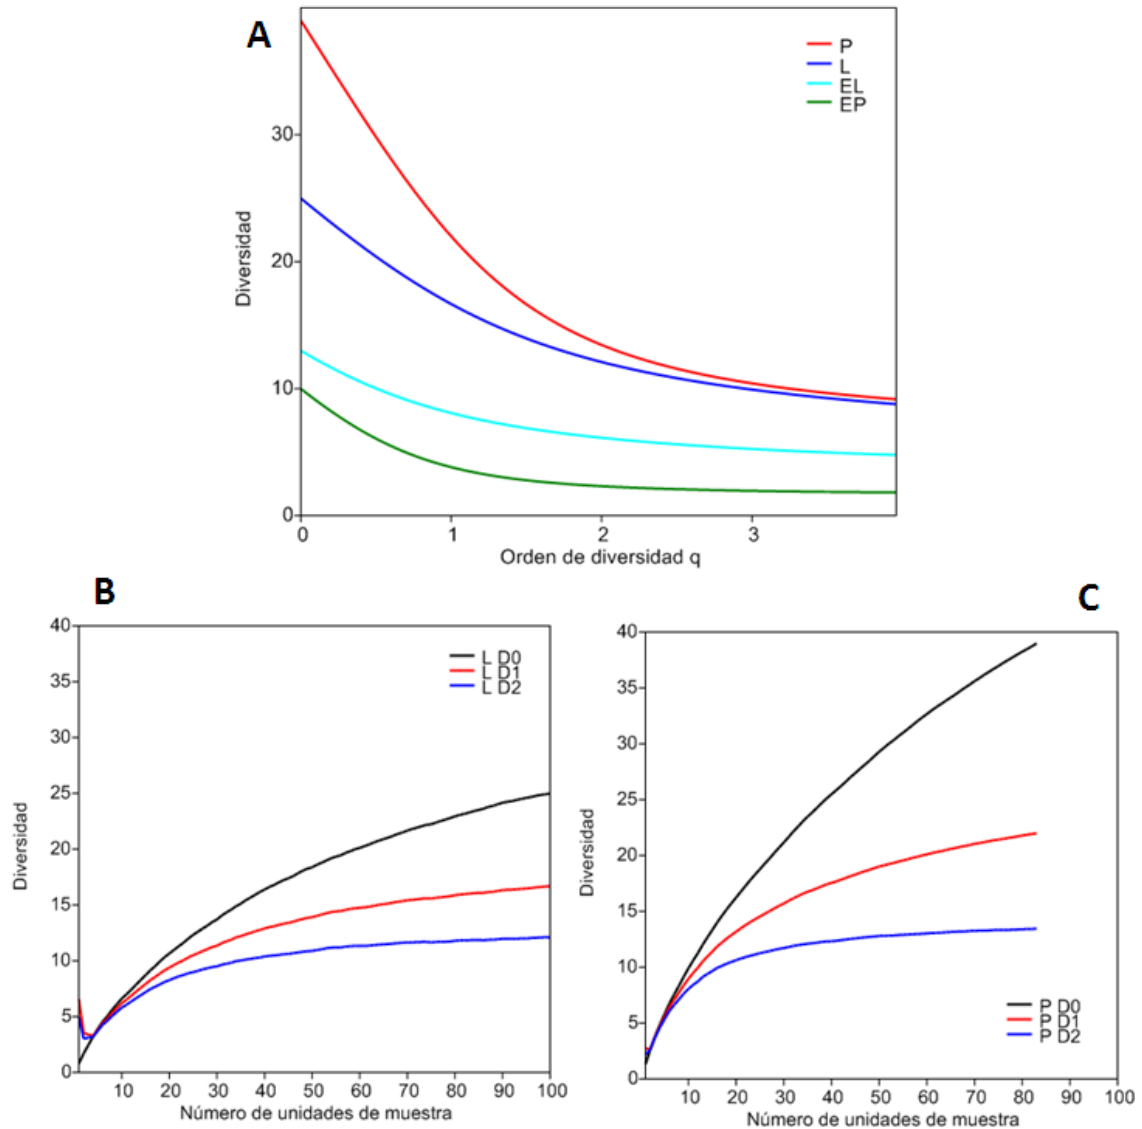 A
P
L
EL
EP
30
20
10
0
Diversidad
0 1 2 3
Orden de diversidad q
B
40
35
30
25
20
15
10
5
0
Diversidad
L D0
L D1
L D2
10 20 30 40 50 60 70 80 90 100
Número de unidades de muestra
C
40
35
30
25
20
15
10
5
0
Diversidad
P D0
P D1
P D2
10 20 30 40 50 60 70 80 90 100
Número de unidades de muestra